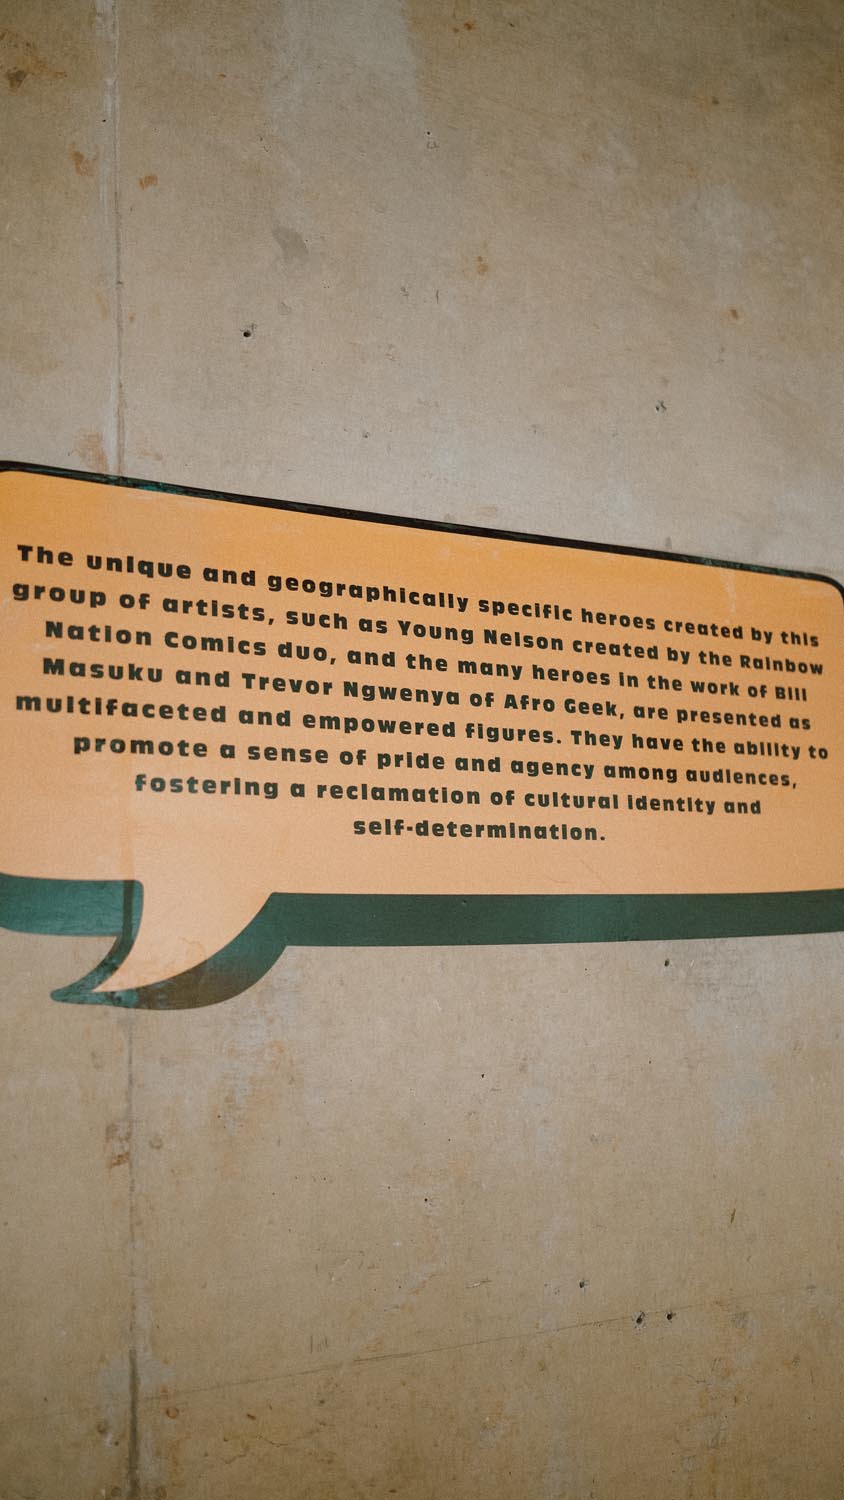 The unique and geographically specific heroes created by this
group of artists, such as Young Nelson created by the Rainbow
Nation Comics duo, and the many heroes in the work of Bill
Masuku and Trevor Ngwenya of Afro Geek, are presented as
multifaceted and empowered figures. They have the ability to
promote a sense of pride and agency among audiences,
fostering a reclamation of cultural identity and
self-determination.